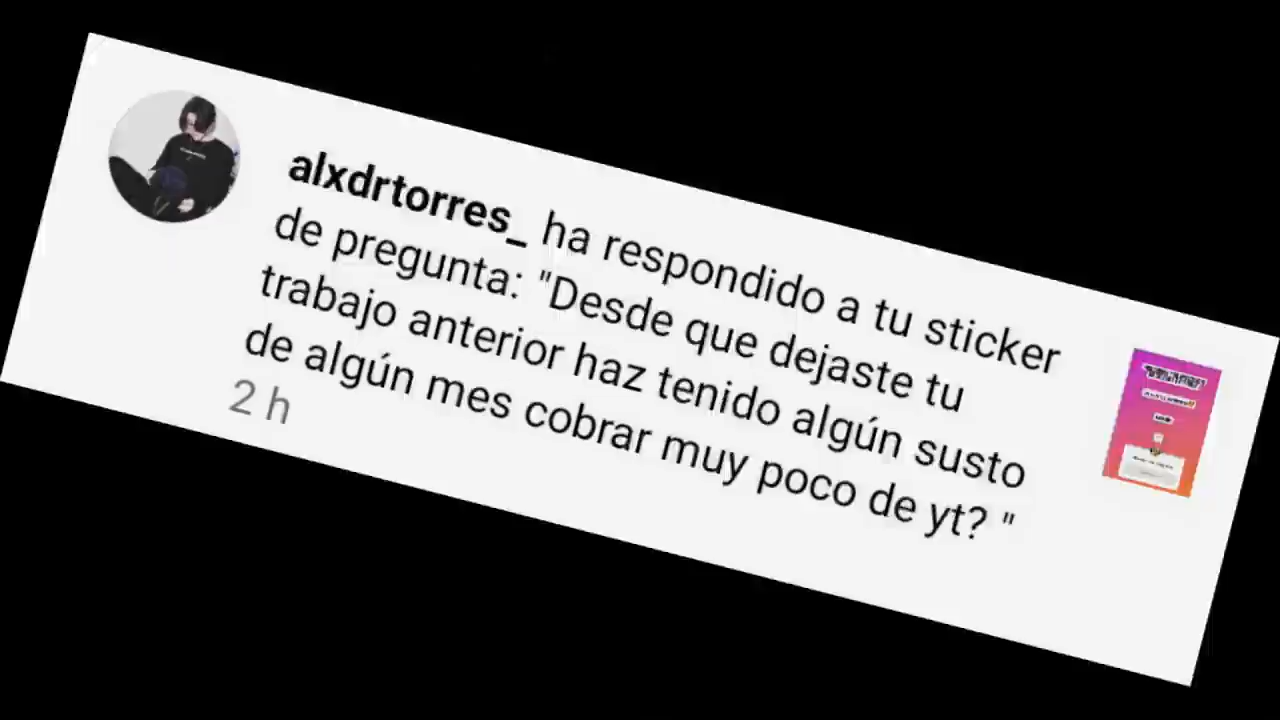 alxdrtorres_ ha respondido a tu sticker
de pregunta: "Desde que dejaste tu
trabajo anterior haz tenido algún susto
de algún mes cobrar muy poco de yt? "
2 h